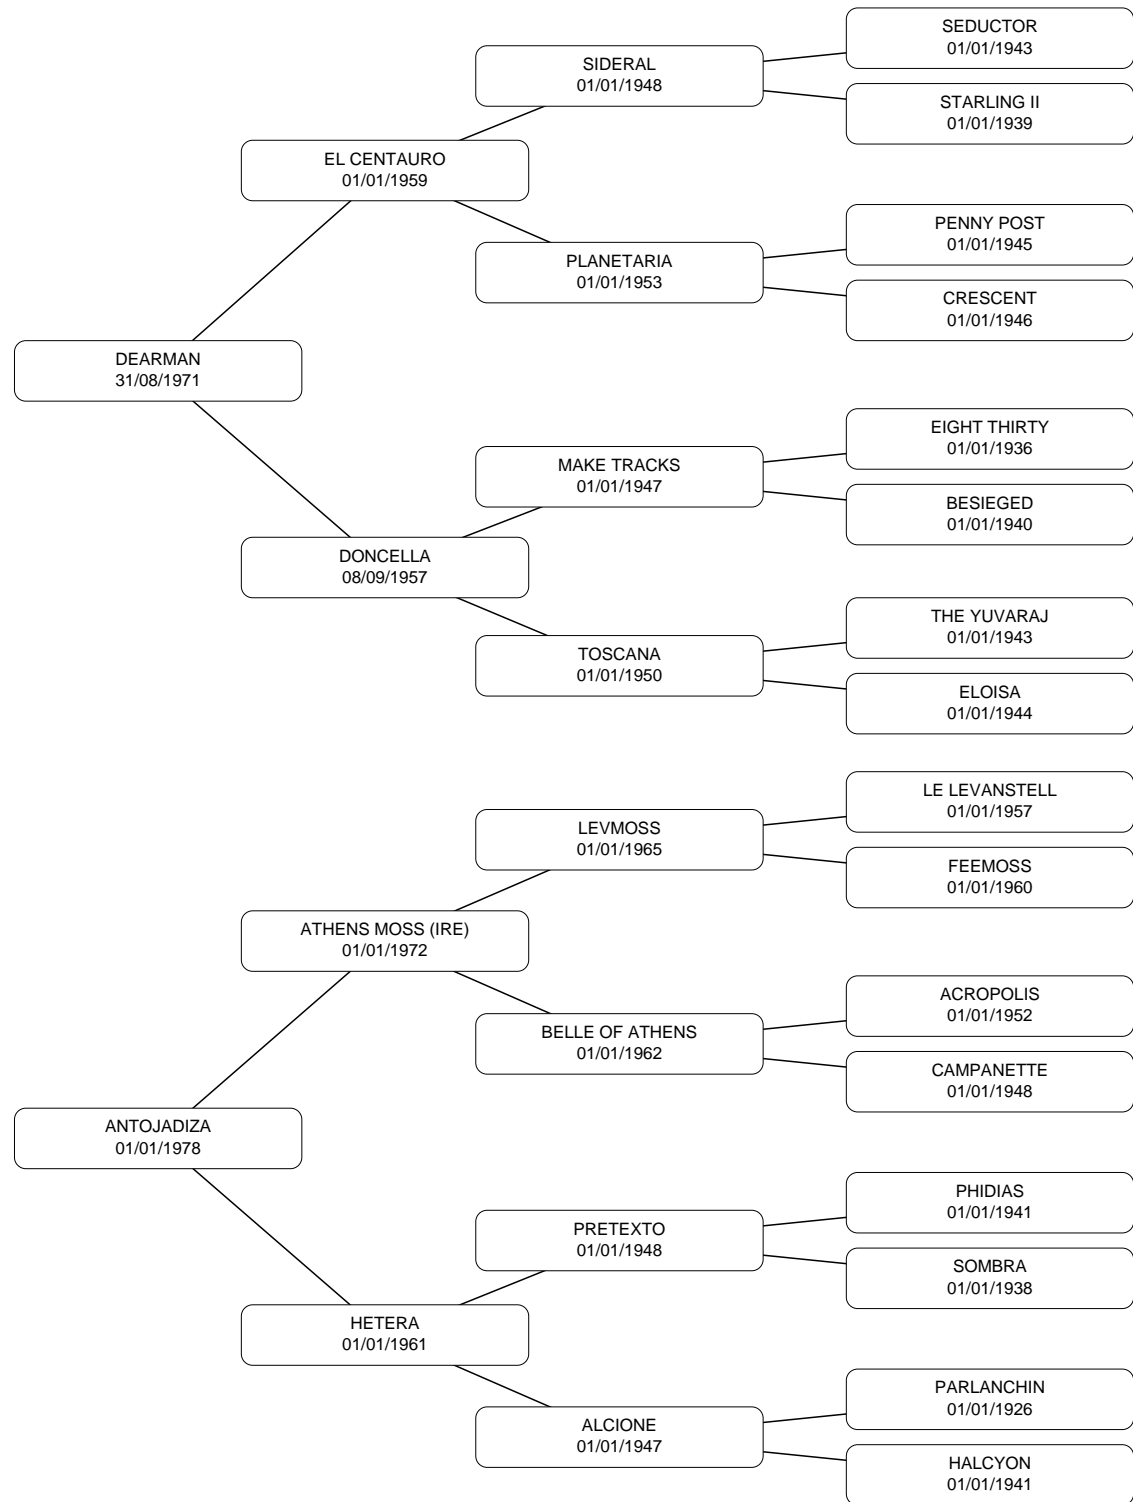 SEDUCTOR
01/01/1943
SIDERAL
01/01/1948
STARLING II
01/01/1939
EL CENTAURO
01/01/1959
PENNY POST
01/01/1945
PLANETARIA
01/01/1953
CRESCENT
01/01/1946
DEARMAN
31/08/1971
EIGHT THIRTY
01/01/1936
MAKE TRACKS
01/01/1947
BESIEGED
01/01/1940
DONCELLA
08/09/1957
THE YUVARAJ
01/01/1943
TOSCANA
01/01/1950
ELOISA
01/01/1944
LE LEVANSTELL
01/01/1957
LEVMOSS
01/01/1965
FEEMOSS
01/01/1960
ATHENS MOSS (IRE)
01/01/1972
ACROPOLIS
01/01/1952
BELLE OF ATHENS
01/01/1962
CAMPANETTE
01/01/1948
ANTOJADIZA
01/01/1978
PHIDIAS
01/01/1941
PRETEXTO
01/01/1948
SOMBRA
01/01/1938
HETERA
01/01/1961
PARLANCHIN
01/01/1926
ALCIONE
01/01/1947
HALCYON
01/01/1941